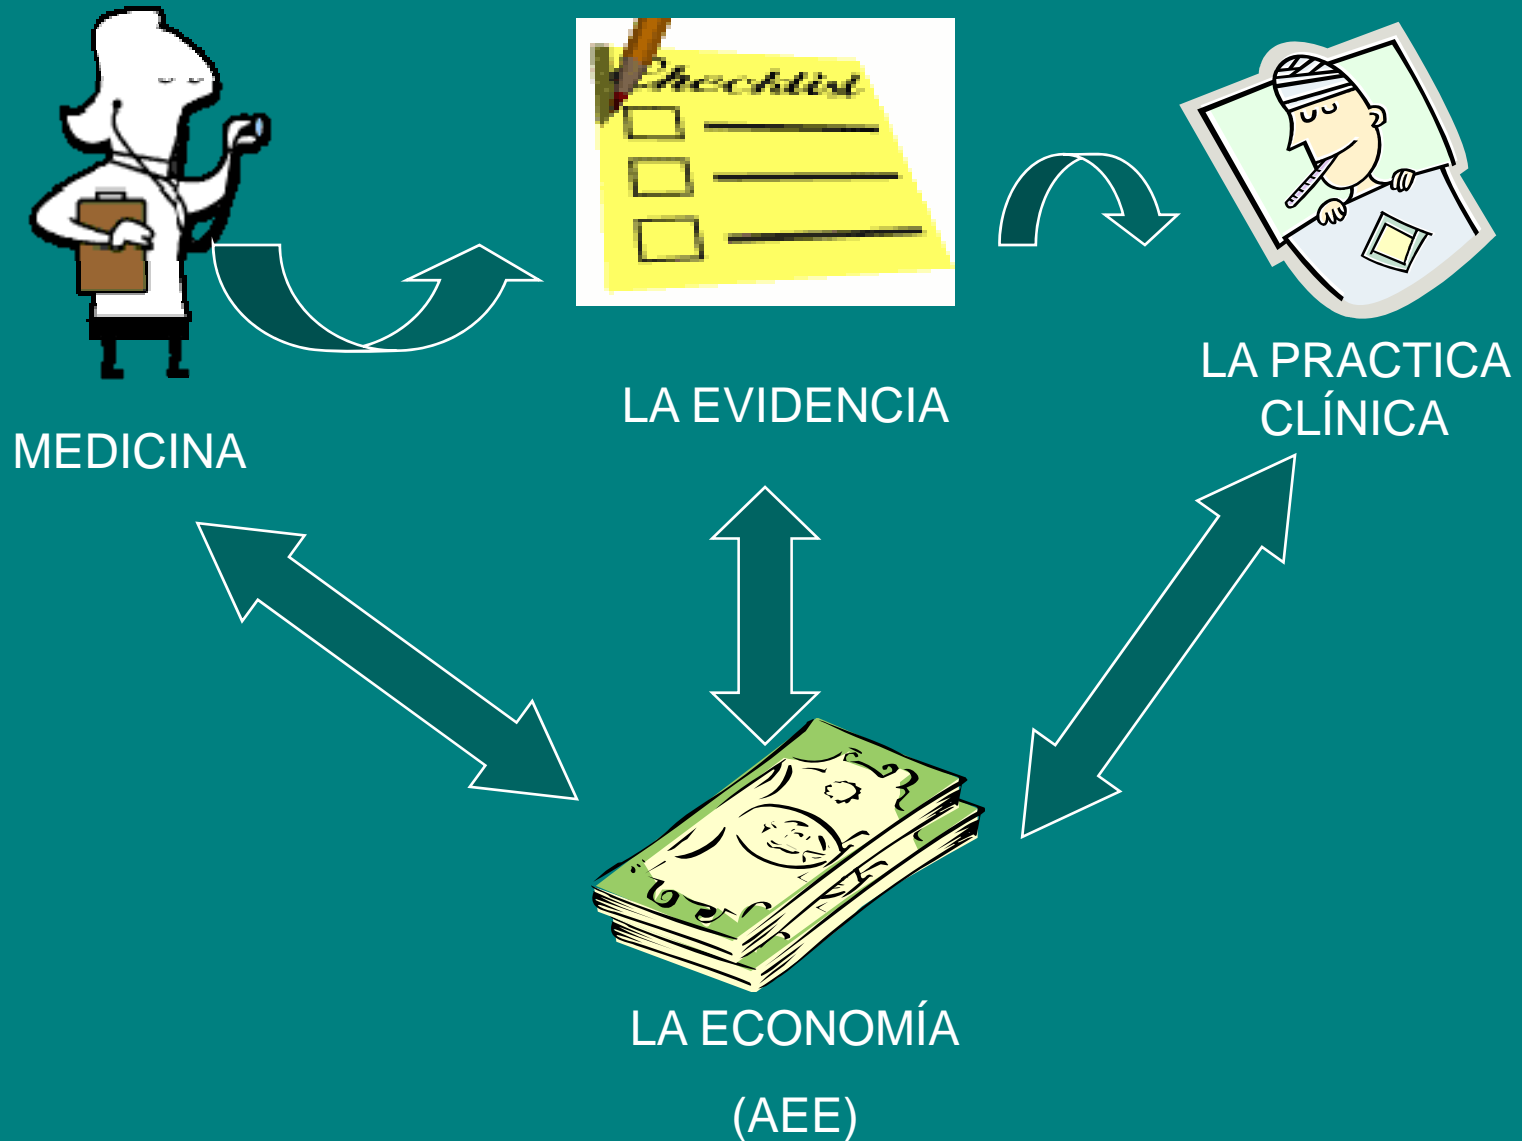 Checklist
LA PRACTICA
CLÍNICA
LA EVIDENCIA
MEDICINA
LA ECONOMÍA
(AEE)